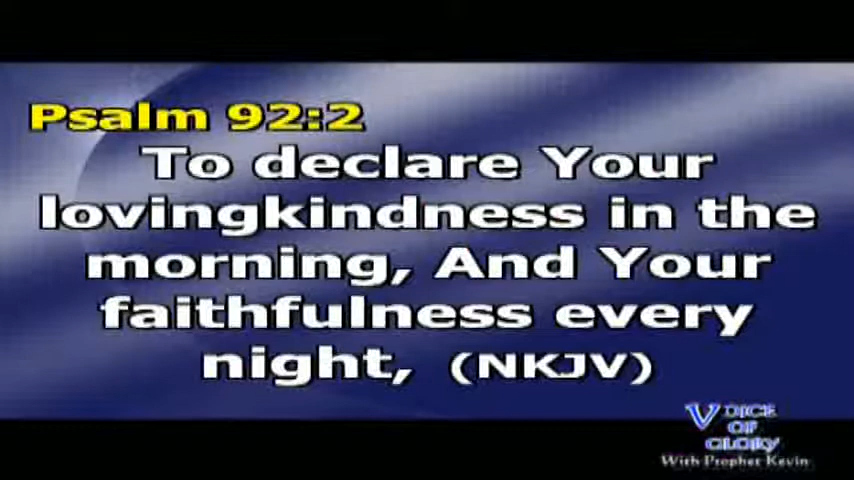 Psalm 92:2
To declare Your
lovingkindness in the
morning, And Your
faithfulness every
night, (NKJV)
VOICE
OF
GLORY
With Prophet Kevin